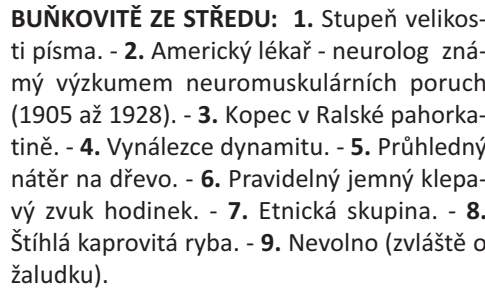 BUŇKOVITĚ ZE STŘEDU: 1. Stupeň velikos-
ti písma. - 2. Americký lékař - neurolog zná-
mý výzkumem neuromuskulárních poruch
(1905 až 1928). - 3. Kopec v Ralské pahorka-
tině. - 4. Vynálezce dynamitu. - 5. Průhledný
nátěr na dřevo. - 6. Pravidelný jemný klepa-
vý zvuk hodinek. - 7. Etnická skupina. - 8.
Štíhlá kaprovitá ryba. - 9. Nevolno (zvláště o
žaludku).